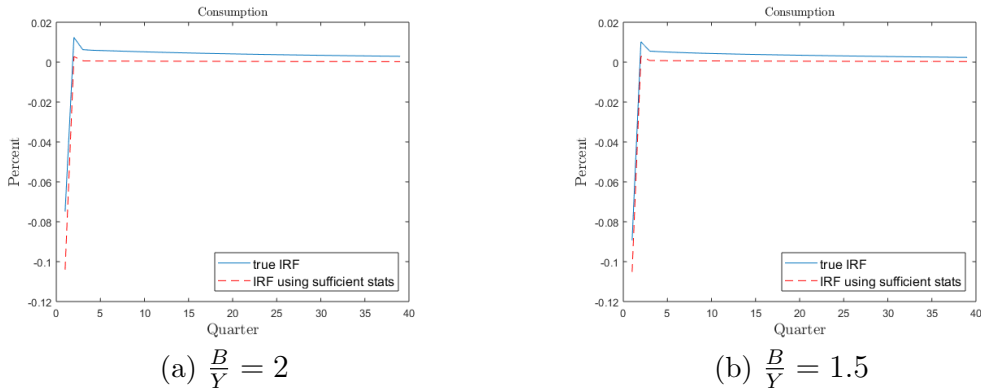 Consumption
0.02
0
-0.02
-0.04
-0.06
-0.08
-0.1
-0.12
Percent
0 5 10 15 20 25 30 35 40
Quarter
true IRF
IRF using sufficient stats
(a) B/Y = 2
Consumption
0.02
0
-0.02
-0.04
-0.06
-0.08
-0.1
-0.12
Percent
0 5 10 15 20 25 30 35 40
Quarter
true IRF
IRF using sufficient stats
(b) B/Y = 1.5